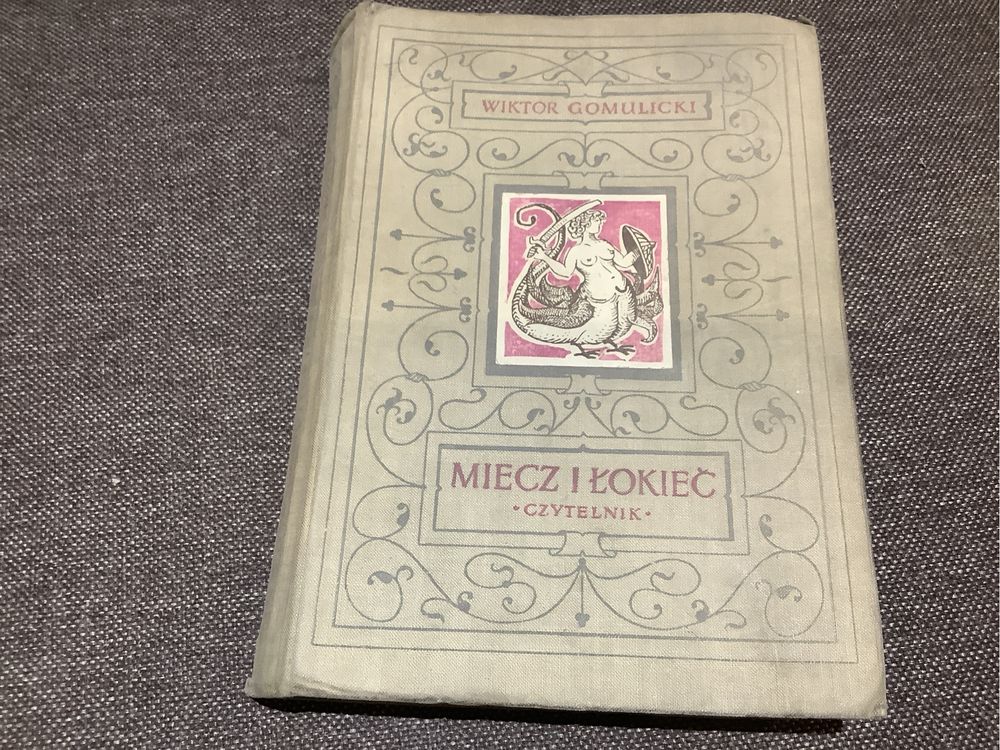 WIKTOR GOMULICKI
MIECZ I ŁOKIEĆ
•CZYTELNIK•